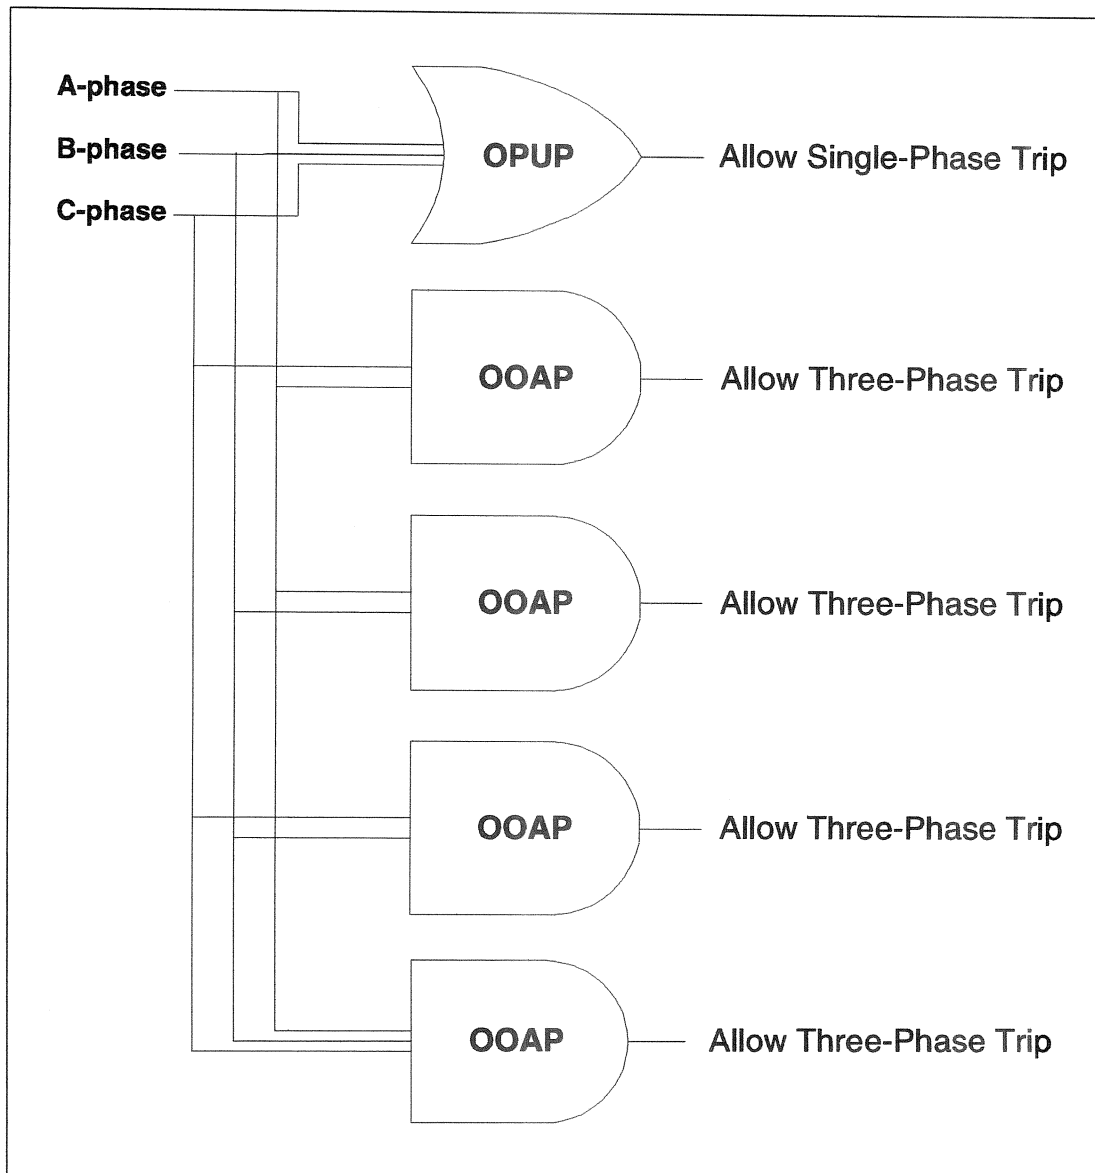 A-phase
B-phase
C-phase
OPUP
Allow Single-Phase Trip
OOAP
Allow Three-Phase Trip
OOAP
Allow Three-Phase Trip
OOAP
Allow Three-Phase Trip
OOAP
Allow Three-Phase Trip